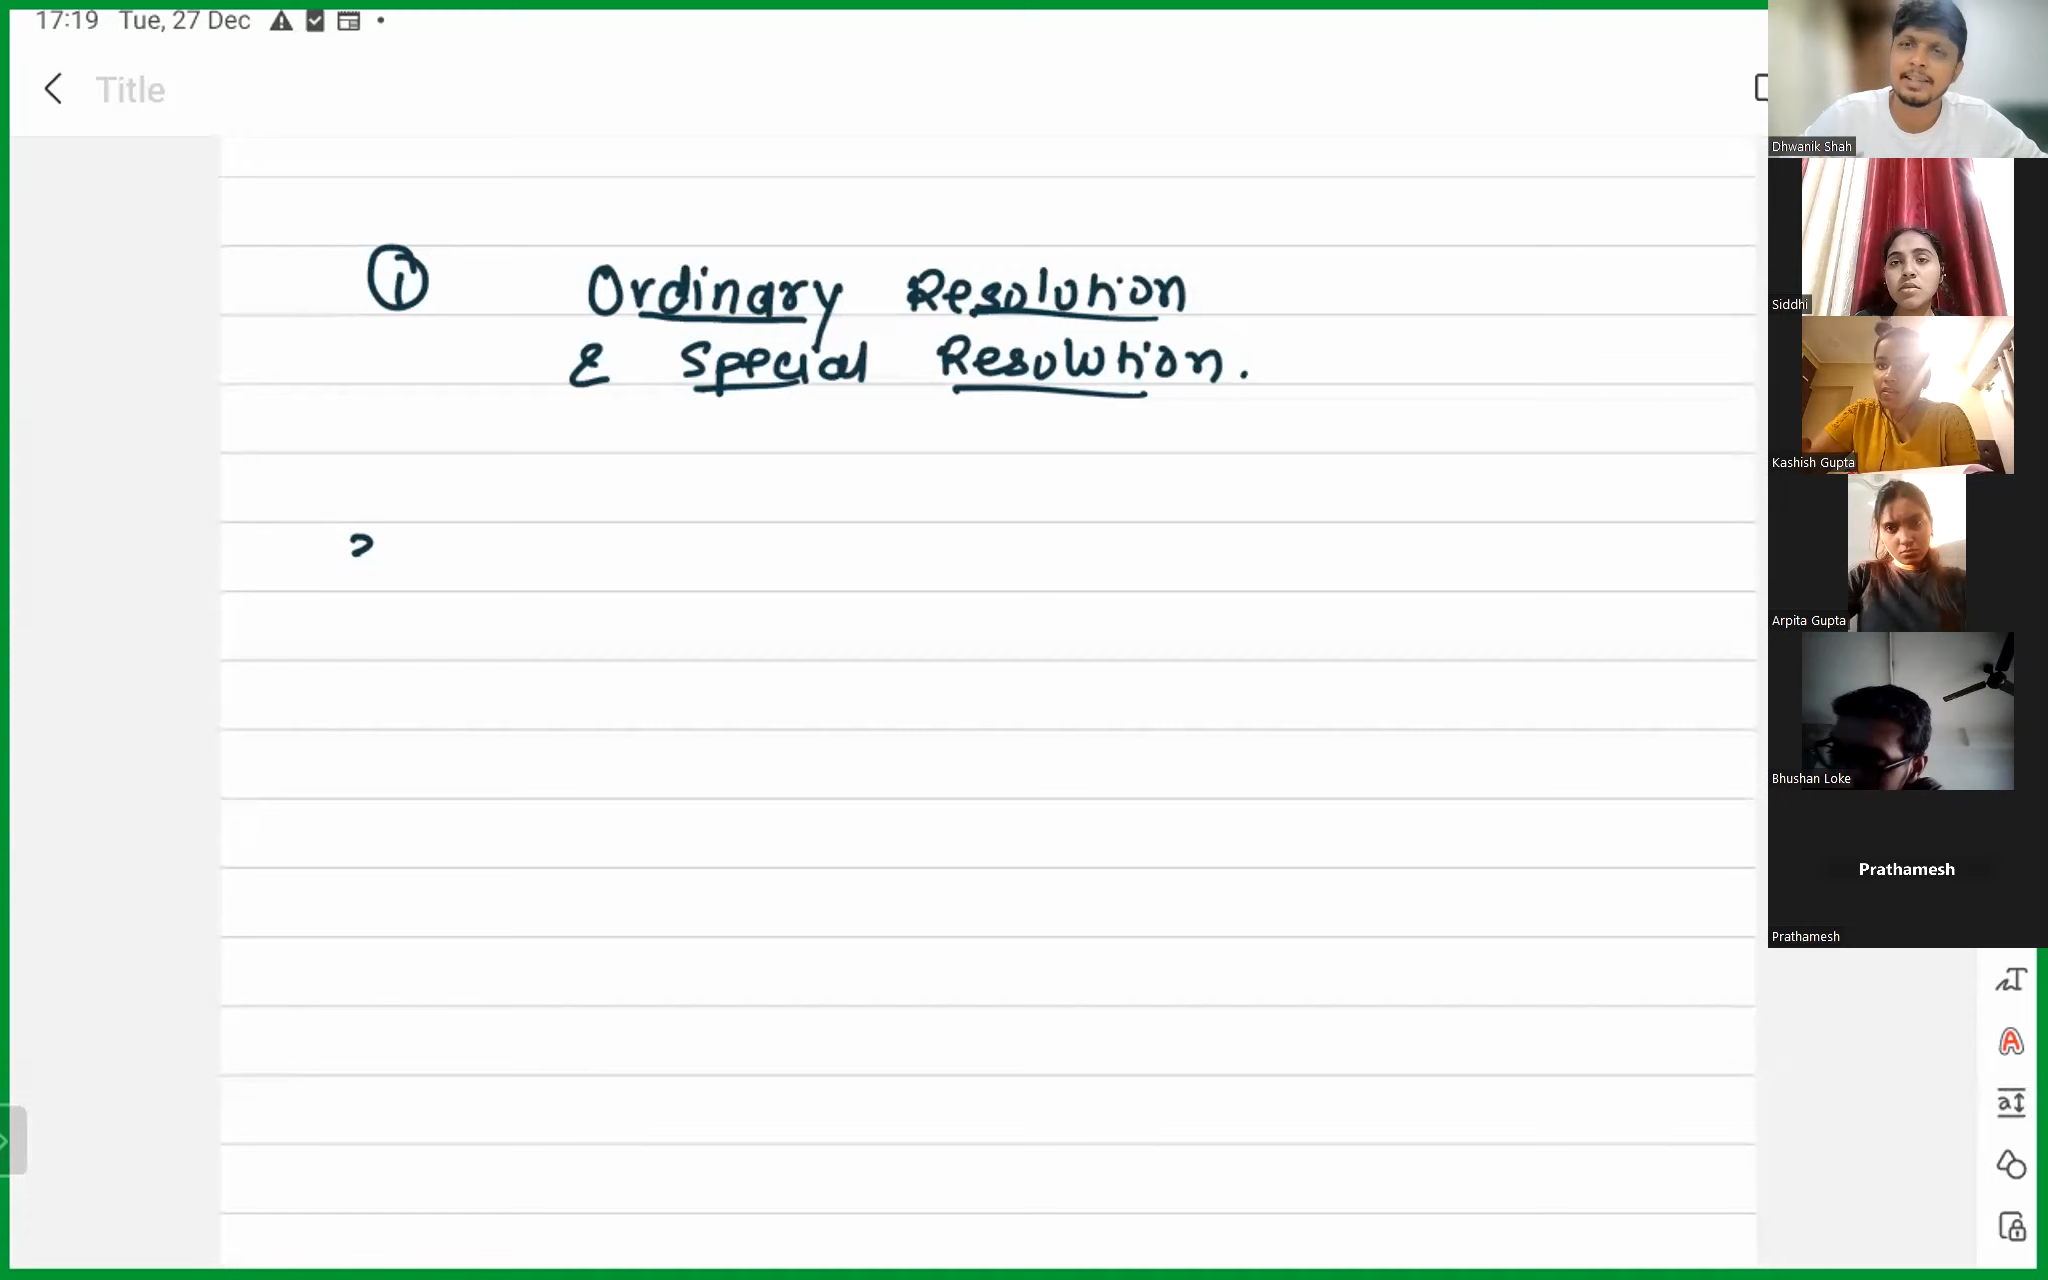 17:19 Tue, 27 Dec
Title
① Ordinary Resolution
& Special Resolution.
Dhwanik Shah
Siddhi
Kashish Gupta
Arpita Gupta
Bhushan Loke
Prathamesh
Prathamesh